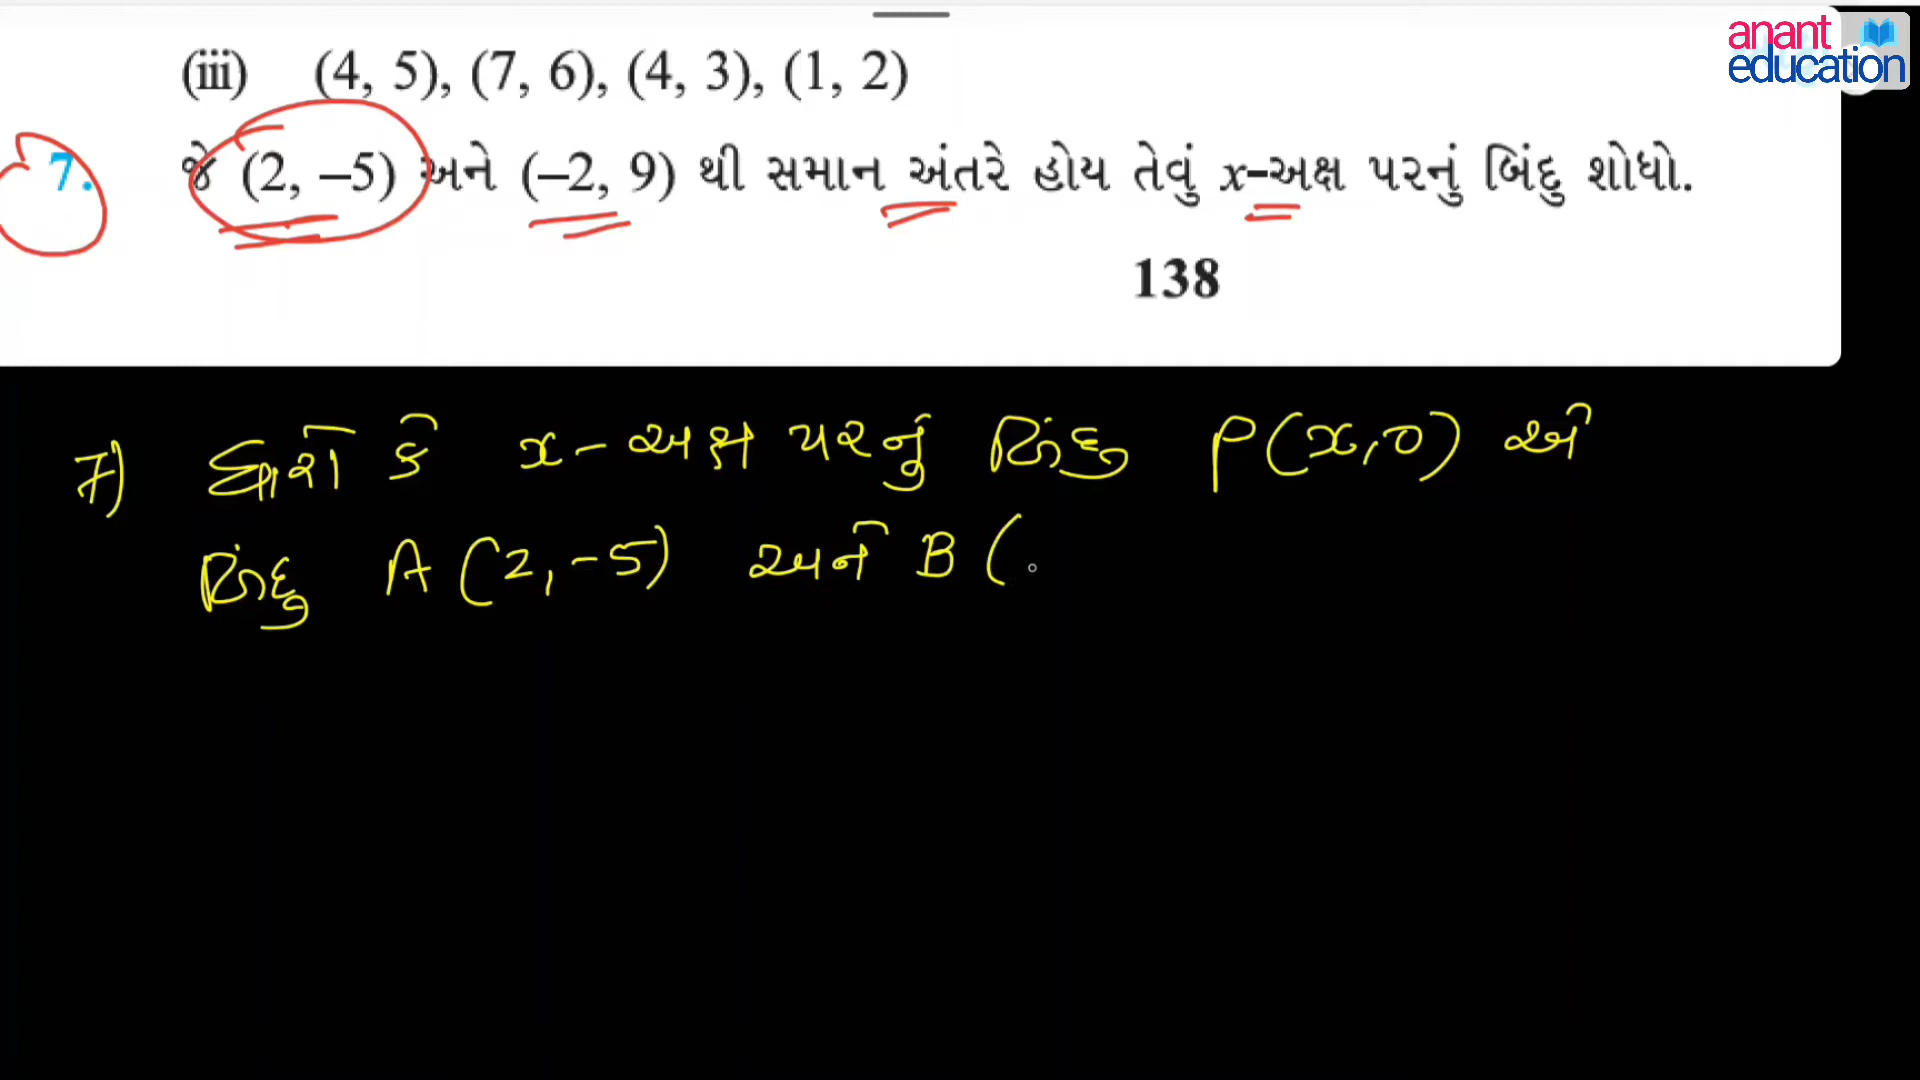 anant
education
(iii) (4, 5), (7, 6), (4, 3), (1, 2)
7. જે (2, –5) અને (–2, 9) થી સમાન અંતરે હોય તેવું x-અક્ષ પરનું બિંદુ શોધો.
138
7) ધારો કે x-અક્ષ પરનું બિંદુ P(x,0) એ
બિંદુ A(2,-5) અને B(